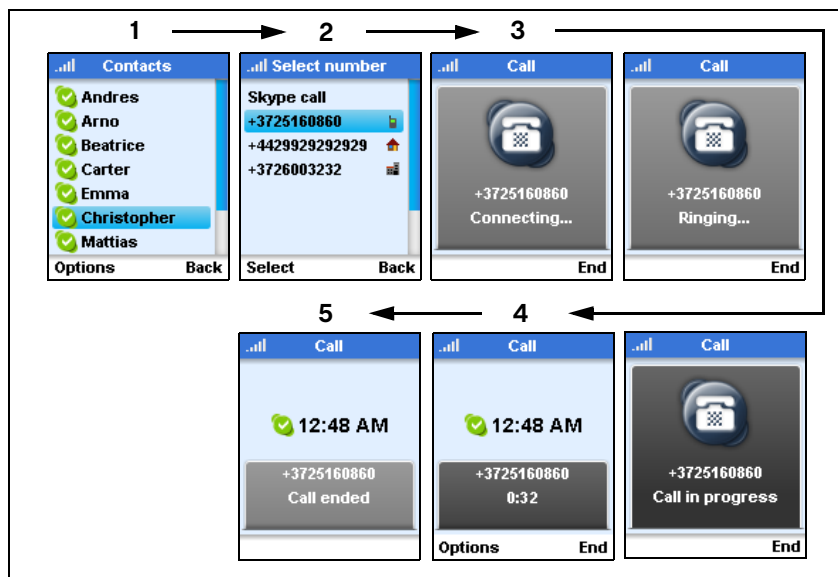 1 2 3
Contacts
Andres
Arno
Beatrice
Carter
Emma
Christopher
Mattias
Options Back
Select number
Skype call
+3725160860
+4429929292929
+3726003232
Select Back
Call
+3725160860
Connecting...
End
Call
+3725160860
Ringing...
End
5 4
Call
12:48 AM
+3725160860
Call ended
Call
12:48 AM
+3725160860
0:32
Options End
Call
+3725160860
Call in progress
End